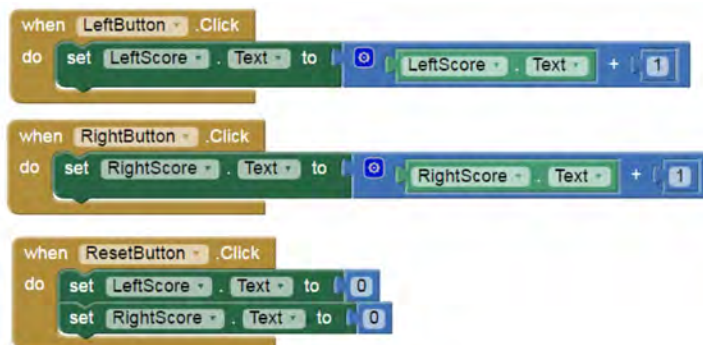 when LeftButton .Click
do set LeftScore . Text to LeftScore . Text + 1
when RightButton .Click
do set RightScore . Text to RightScore . Text + 1
when ResetButton .Click
do set LeftScore . Text to 0
set RightScore . Text to 0